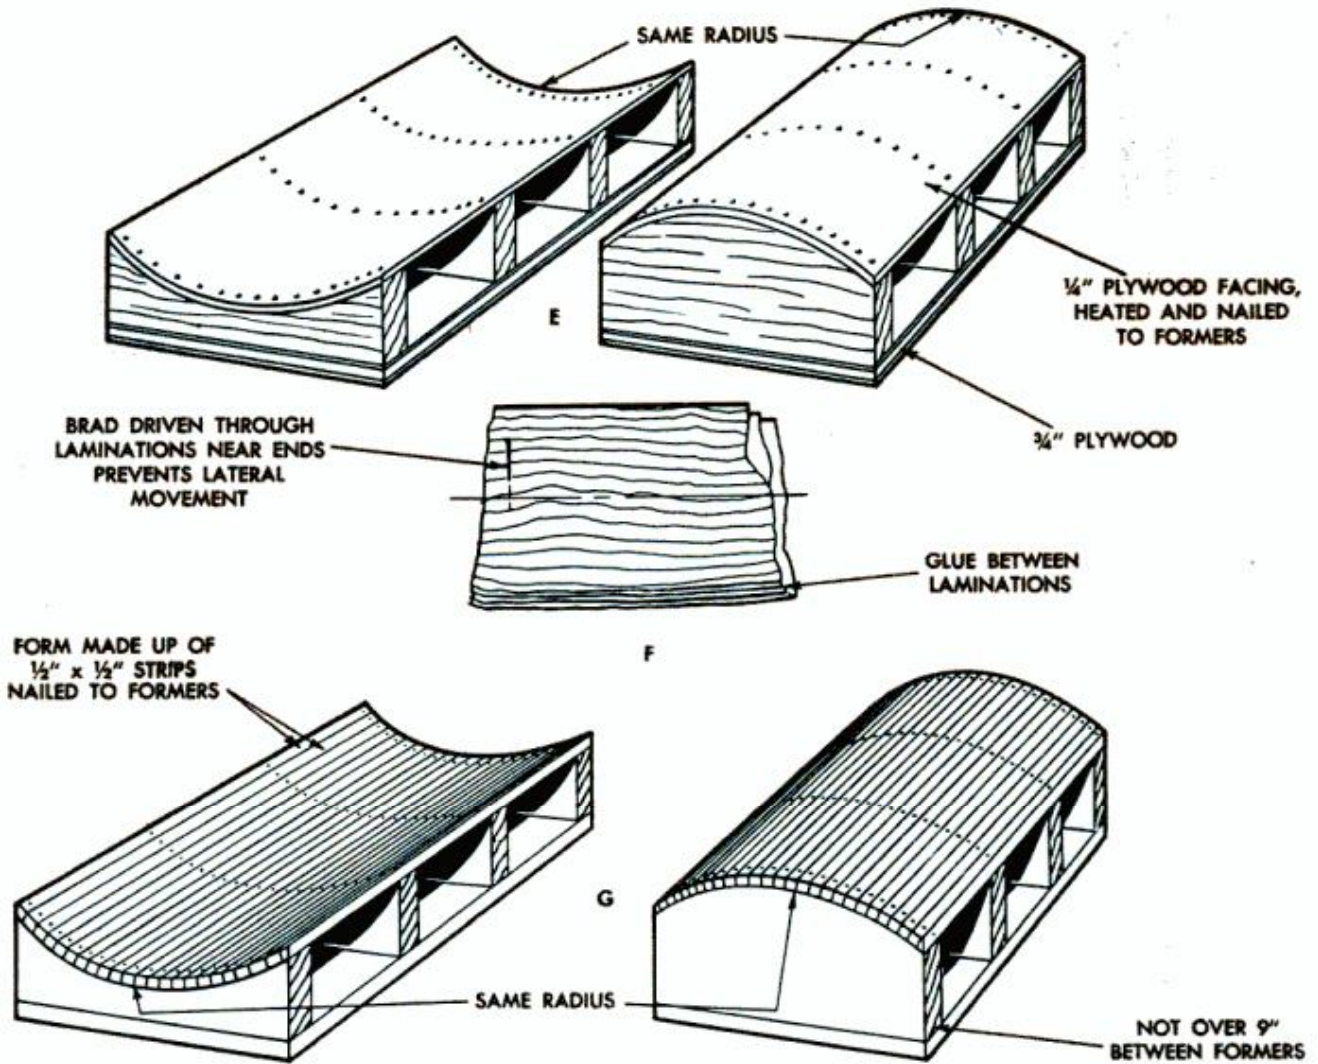 SAME RADIUS
¼" PLYWOOD FACING,
HEATED AND NAILED
TO FORMERS
E
¾" PLYWOOD
BRAD DRIVEN THROUGH
LAMINATIONS NEAR ENDS
PREVENTS LATERAL
MOVEMENT
GLUE BETWEEN
LAMINATIONS
F
FORM MADE UP OF
½" x ½" STRIPS
NAILED TO FORMERS
G
SAME RADIUS
NOT OVER 9"
BETWEEN FORMERS